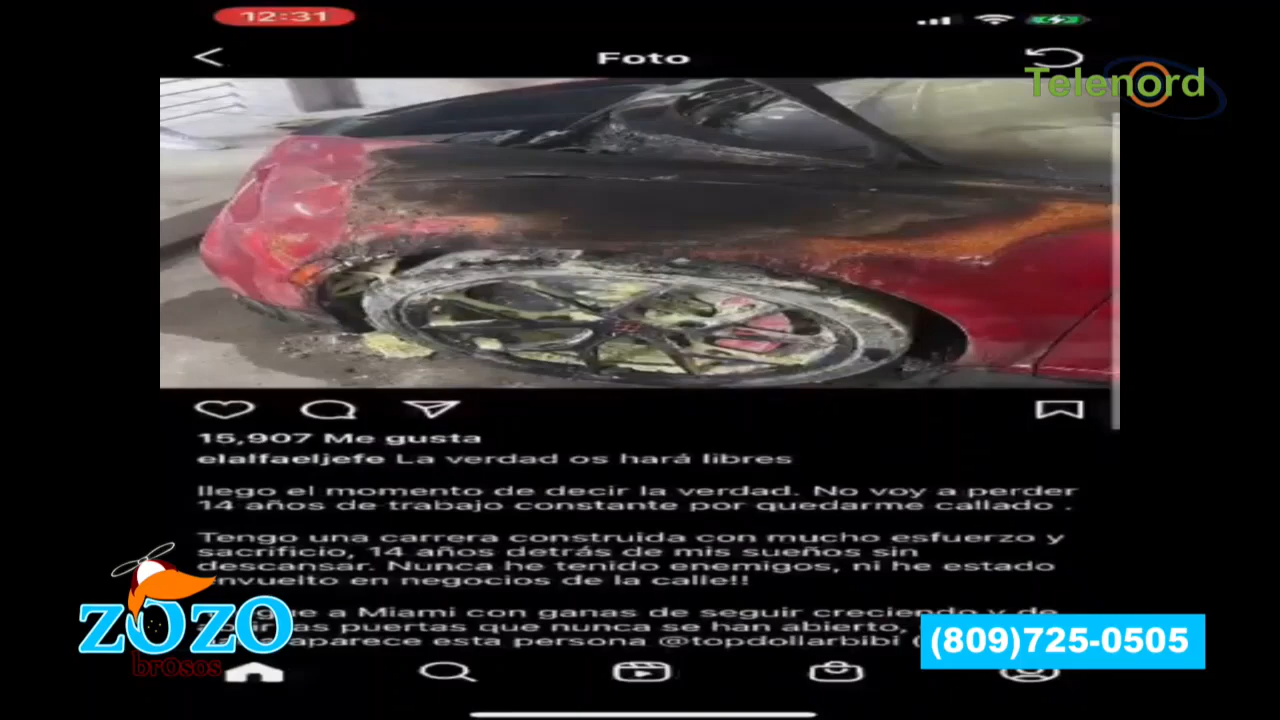 12:31
Foto
Telenord
15,907 Me gusta
elalfaeljefe La verdad os hará libres
llego el momento de decir la verdad. No voy a perder
14 años de trabajo constante por quedarme callado .
Tengo una carrera construida con mucho esfuerzo y
sacrificio, 14 años detrás de mis sueños sin
descansar. Nunca he tenido enemigos, ni he estado
envuelto en negocios de la calle!!
a Miami con ganas de seguir creciendo y de
puertas que nunca se han abierto,
aparece esta persona @topdollarbibi (
zOzO
brOsos
(809)725-0505